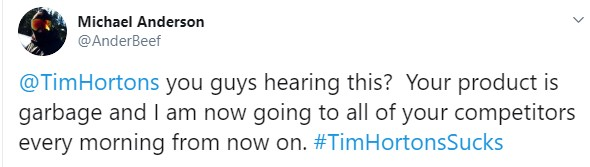 Michael Anderson
@AnderBeef
@TimHortons you guys hearing this?  Your product is
garbage and I am now going to all of your competitors
every morning from now on. #TimHortonsSucks